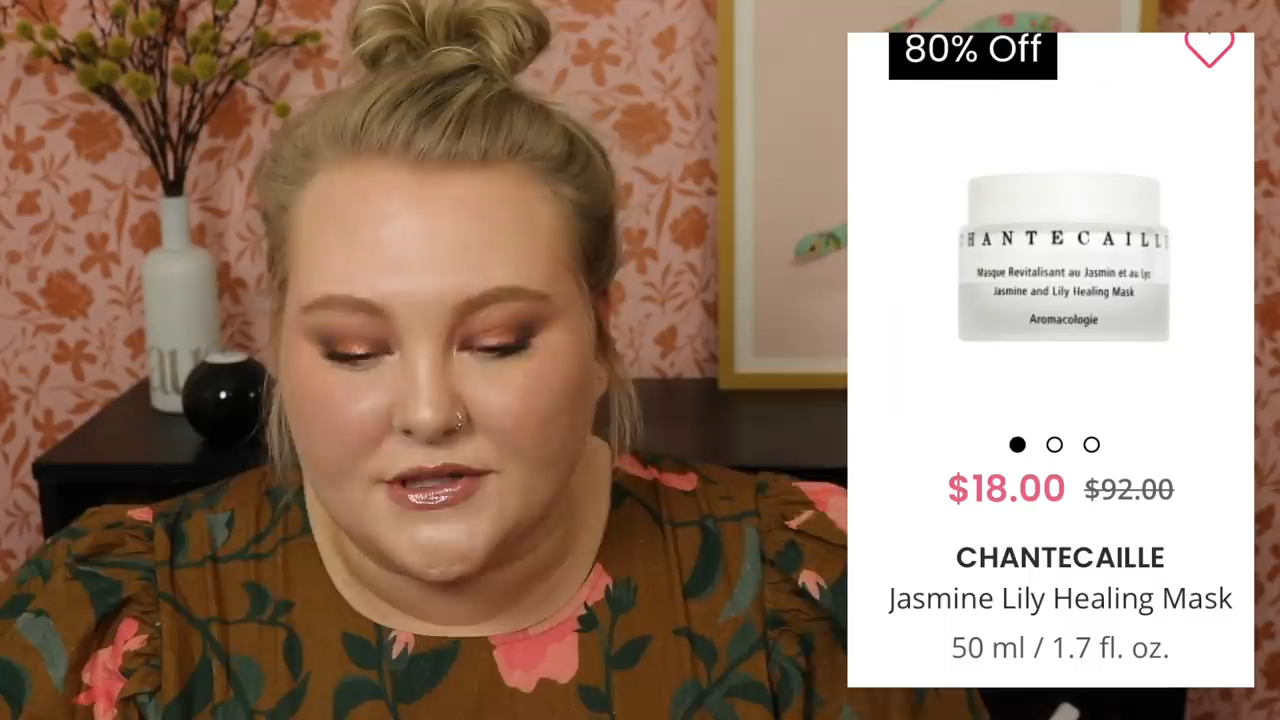 80% Off
CHANTECAILLE
Masque Revitalisant au Jasmin et au Lys
Jasmine and Lily Healing Mask
Aromacologie
$18.00 $92.00
CHANTECAILLE
Jasmine Lily Healing Mask
50 ml / 1.7 fl. oz.